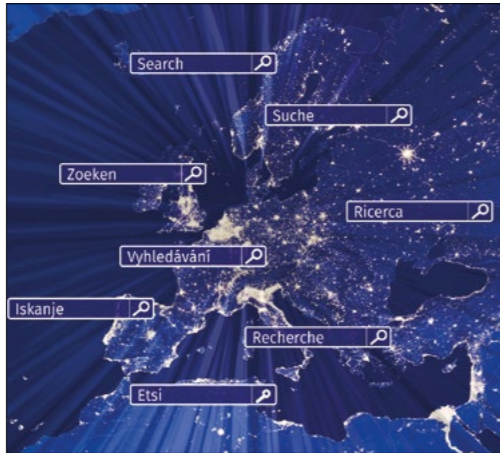 Search
Suche
Zoeken
Ricerca
Vyhledávání
Iskanje
Recherche
Etsi